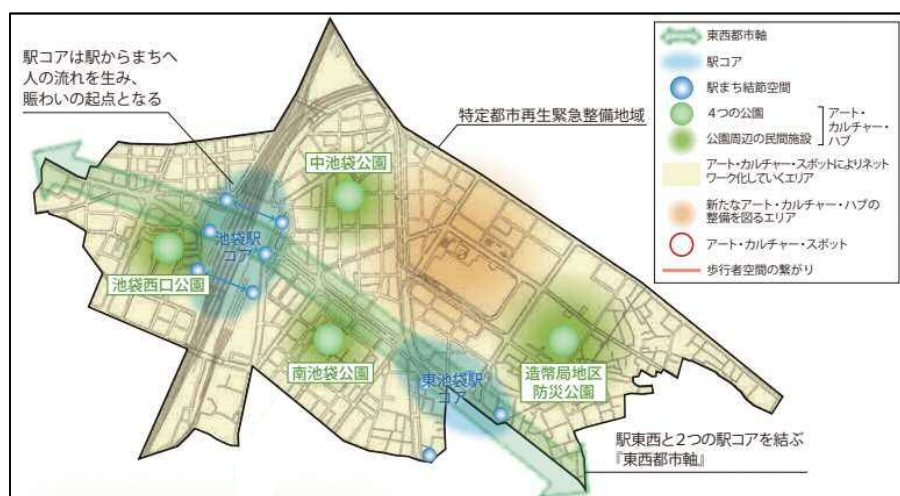 駅コアは駅からまちへ
人の流れを生み、
賑わいの起点となる
特定都市再生緊急整備地域
中池袋公園
池袋駅
コア
池袋西口公園
南池袋公園
東池袋駅
コア
造幣局地区
防災公園
駅東西と2つの駅コアを結ぶ
『東西都市軸』
東西都市軸
駅コア
駅まち結節空間
4つの公園
公園周辺の民間施設
アート・
カルチャー・
ハブ
アート・カルチャー・スポットによりネット
ワーク化していくエリア
新たなアート・カルチャー・ハブの
整備を図るエリア
アート・カルチャー・スポット
歩行者空間の繋がり